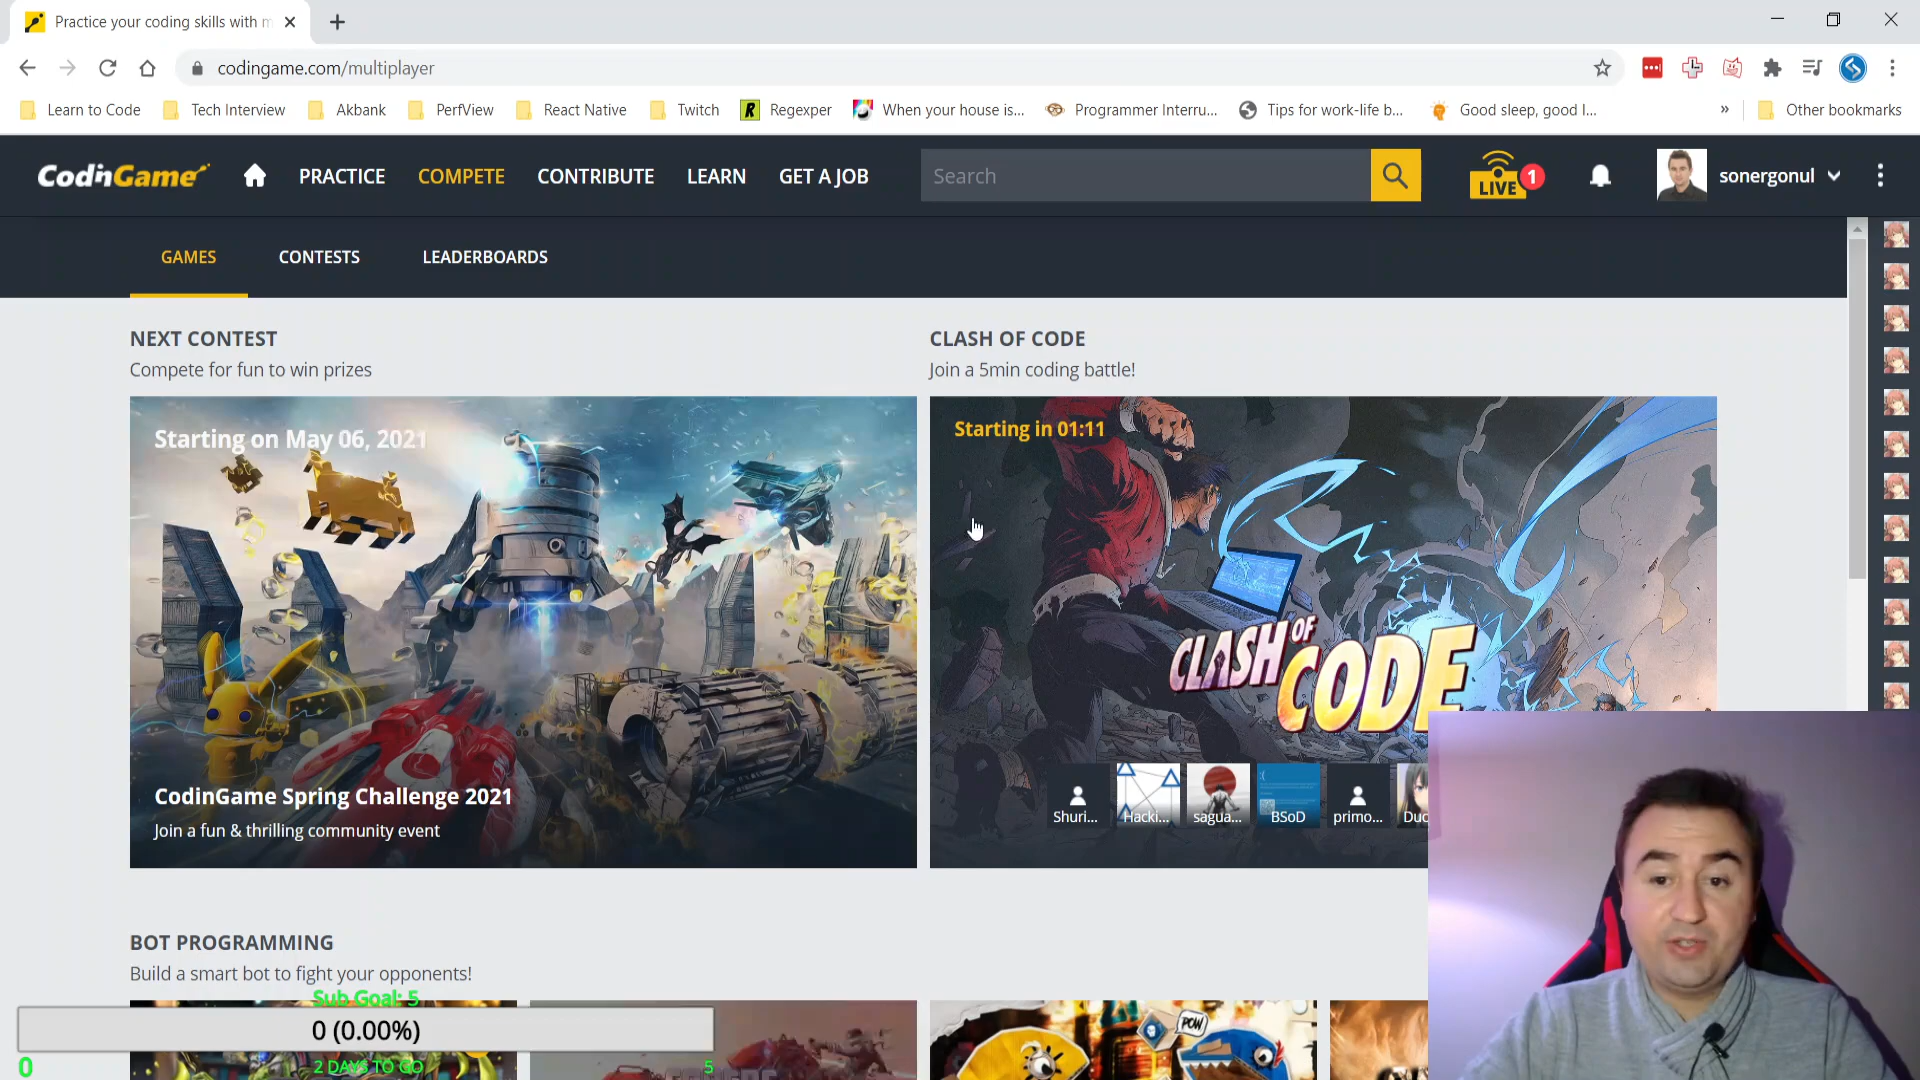 Practice your coding skills with m
codingame.com/multiplayer
Learn to Code
Tech Interview
Akbank
PerfView
React Native
Twitch
R
Regexper
When your house is...
Programmer Interru...
Tips for work-life b...
Good sleep, good l...
»
Other bookmarks
CodinGame
PRACTICE
COMPETE
CONTRIBUTE
LEARN
GET A JOB
Search
LIVE
1
sonergonul
GAMES
CONTESTS
LEADERBOARDS
NEXT CONTEST
Compete for fun to win prizes
Starting on May 06, 2021
CodinGame Spring Challenge 2021
Join a fun & thrilling community event
CLASH OF CODE
Join a 5min coding battle!
Starting in 01:11
CLASH OF CODE
Shuri...
Hacki...
sagua...
BSoD
primo...
Duc
BOT PROGRAMMING
Build a smart bot to fight your opponents!
Sub Goal: 5
0 (0.00%)
0
2 DAYS TO GO
5
POW